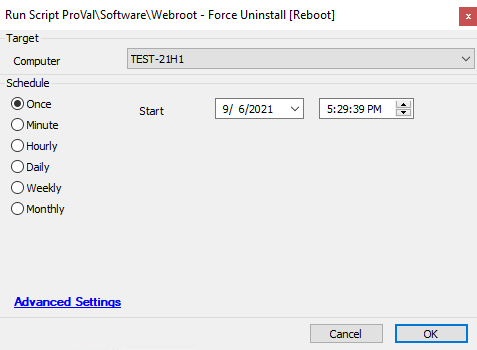 Run Script ProVal\Software\Webroot - Force Uninstall [Reboot] x
Target
Computer TEST-21H1
Schedule
Once Start 9/ 6/2021 5:29:39 PM
Minute
Hourly
Daily
Weekly
Monthly
Advanced Settings
Cancel OK